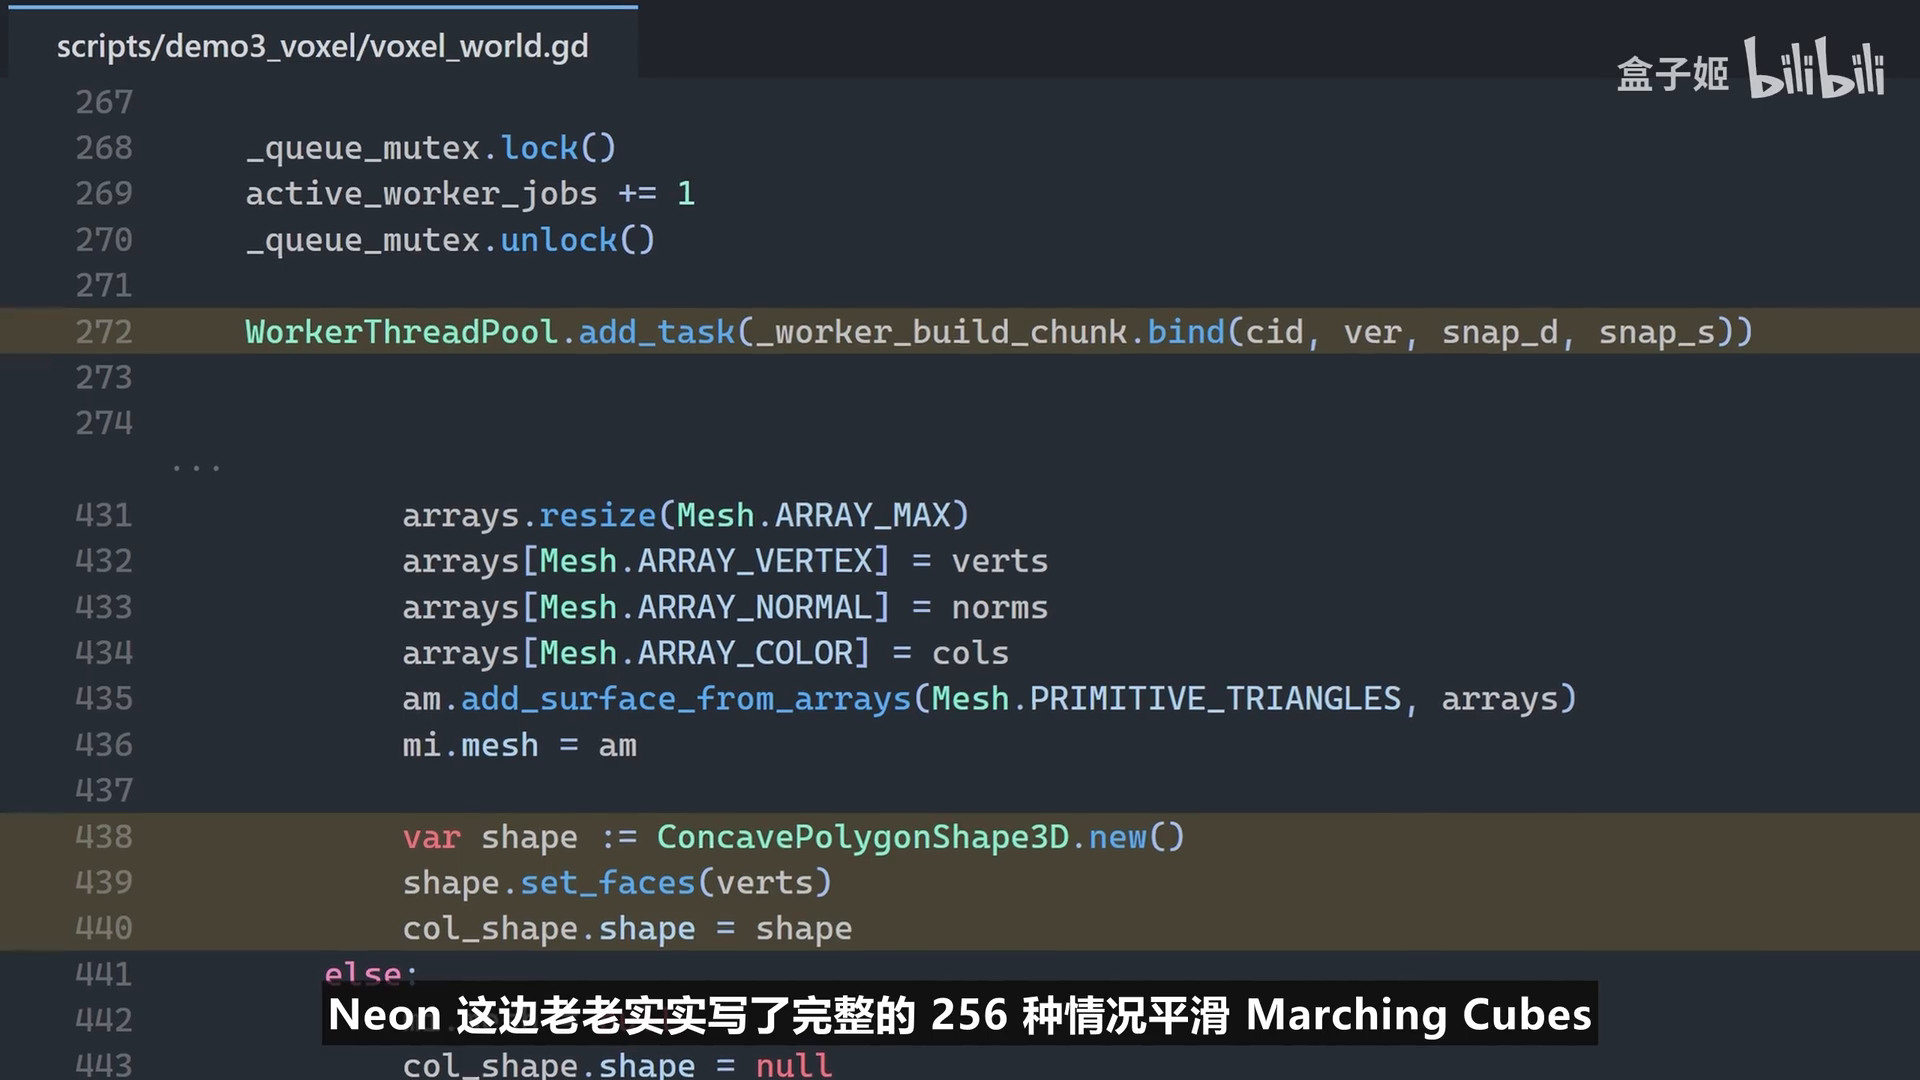 scripts/demo3_voxel/voxel_world.gd
盒子姬 bilibili
267
268 _queue_mutex.lock()
269 active_worker_jobs += 1
270 _queue_mutex.unlock()
271
272 WorkerThreadPool.add_task(_worker_build_chunk.bind(cid, ver, snap_d, snap_s))
273
274
...
431 arrays.resize(Mesh.ARRAY_MAX)
432 arrays[Mesh.ARRAY_VERTEX] = verts
433 arrays[Mesh.ARRAY_NORMAL] = norms
434 arrays[Mesh.ARRAY_COLOR] = cols
435 am.add_surface_from_arrays(Mesh.PRIMITIVE_TRIANGLES, arrays)
436 mi.mesh = am
437
438 var shape := ConcavePolygonShape3D.new()
439 shape.set_faces(verts)
440 col_shape.shape = shape
441 else:
442
Neon 这边老老实实写了完整的 256 种情况平滑 Marching Cubes
443 col_shape.shape = null